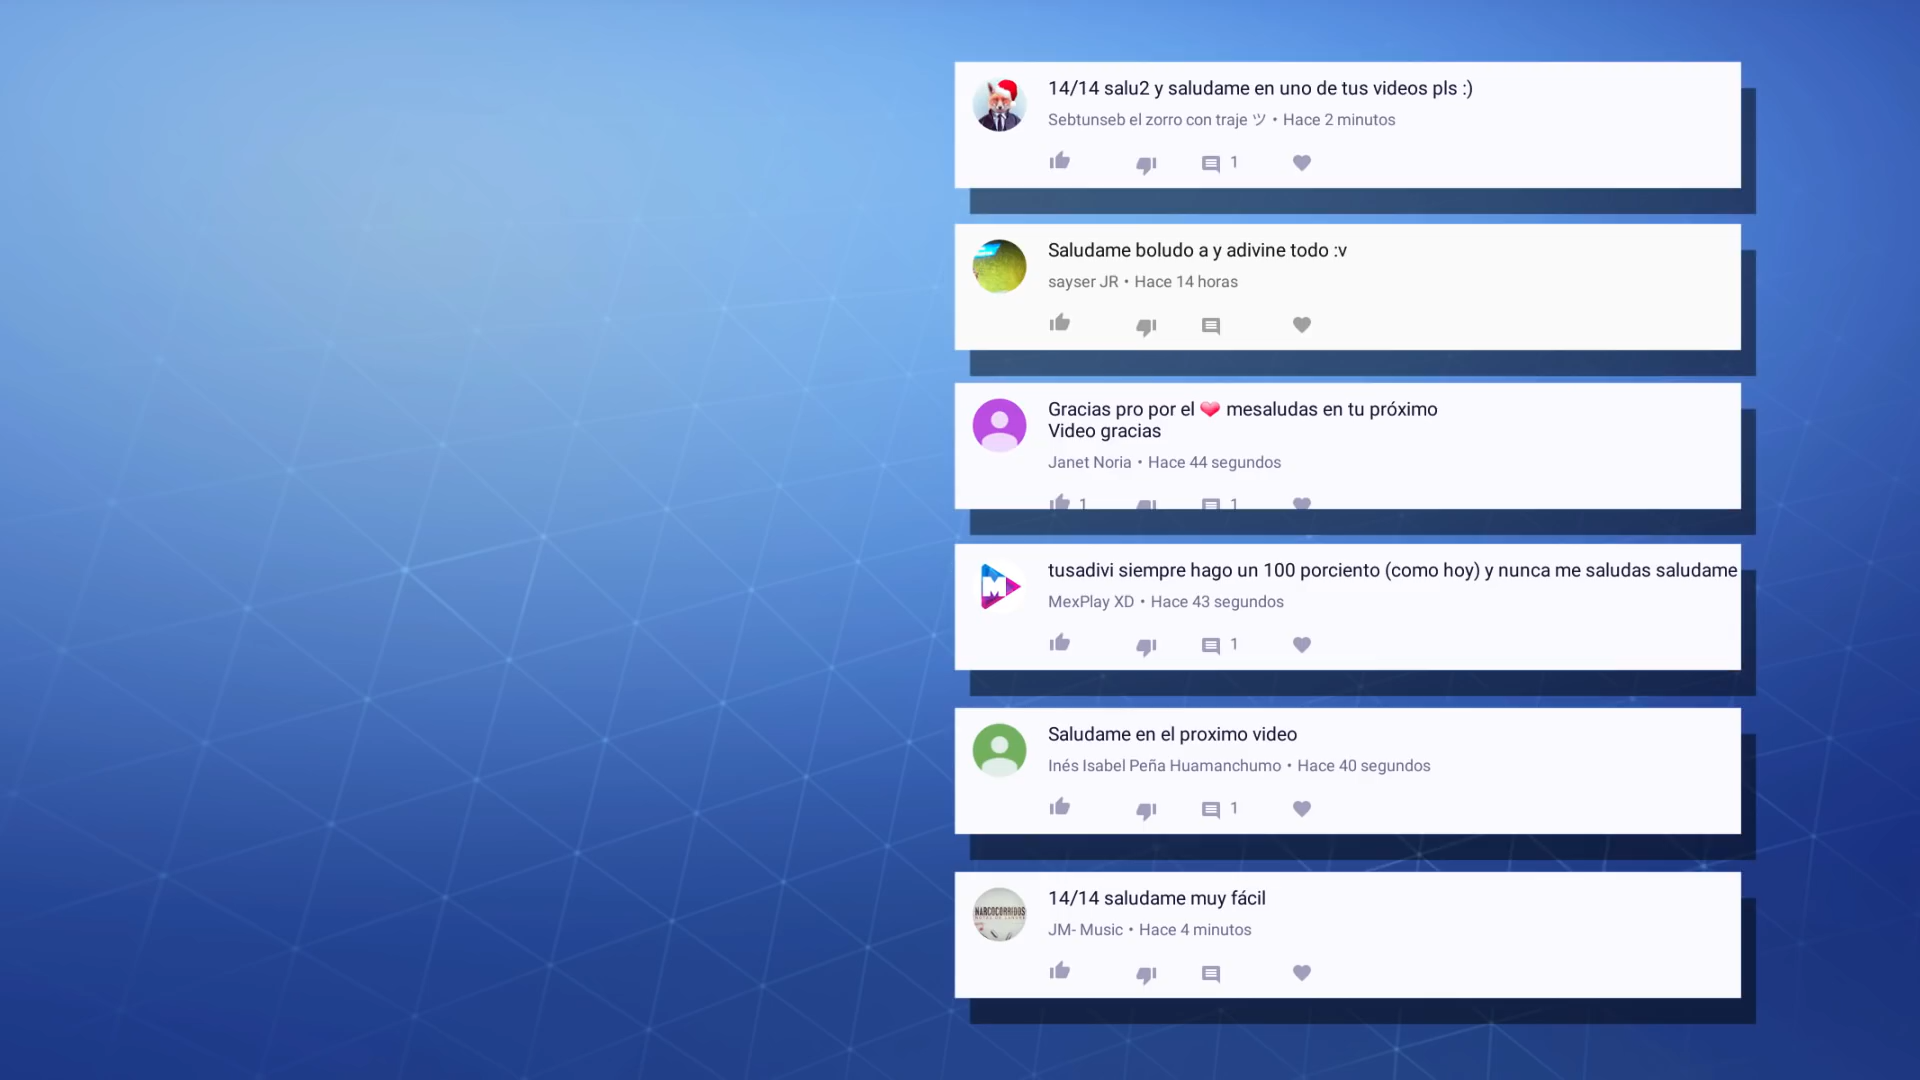 14/14 salu2 y saludame en uno de tus videos pls :)
Sebtunseb el zorro con traje ツ • Hace 2 minutos
1
Saludame boludo a y adivine todo :v
sayser JR • Hace 14 horas
Gracias pro por el ❤ mesaludas en tu próximo
Video gracias
Janet Noria • Hace 44 segundos
1 1
tusadivi siempre hago un 100 porciento (como hoy) y nunca me saludas saludame
MexPlay XD • Hace 43 segundos
1
Saludame en el proximo video
Inés Isabel Peña Huamanchumo • Hace 40 segundos
1
NARCOCORRIDOS
14/14 saludame muy fácil
JM- Music • Hace 4 minutos